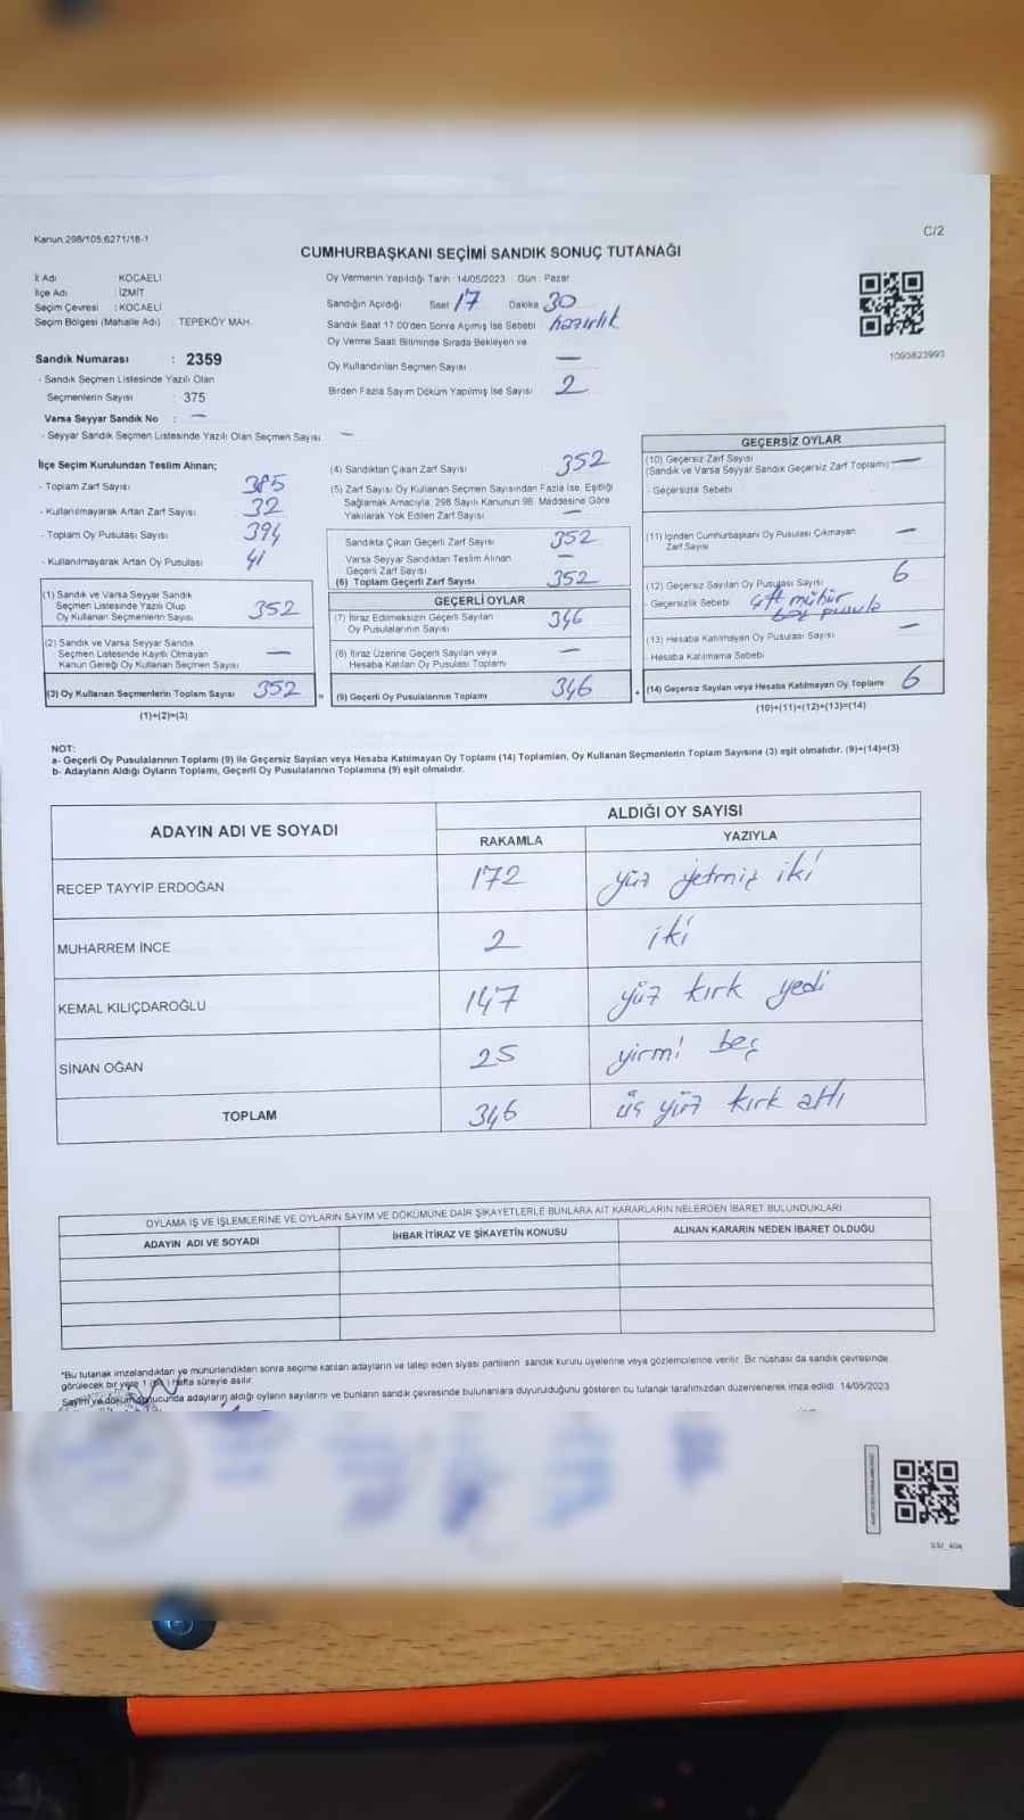 Kanun:298/105,6271/18-1
C/2
CUMHURBAŞKANI SEÇİMİ SANDIK SONUÇ TUTANAĞI
İl Adı : KOCAELİ
İlçe Adı : İZMİT
Seçim Çevresi : KOCAELİ
Seçim Bölgesi (Mahalle Adı) : TEPEKÖY MAH.
Sandık Numarası : 2359
- Sandık Seçmen Listesinde Yazılı Olan
Seçmenlerin Sayısı : 375
Varsa Seyyar Sandık No : —
- Seyyar Sandık Seçmen Listesinde Yazılı Olan Seçmen Sayısı —
Oy Vermenin Yapıldığı Tarih : 14/05/2023 Gün : Pazar
Sandığın Açıldığı Saat 17 Dakika 30
Sandık Saat 17.00'den Sonra Açılmış İse Sebebi hazırlık
Oy Verme Saati Bitiminde Sırada Bekleyen ve
Oy Kullandırılan Seçmen Sayısı —
Birden Fazla Sayım Döküm Yapılmış İse Sayısı 2
1093823993
İlçe Seçim Kurulundan Teslim Alınan;
- Toplam Zarf Sayısı 385
- Kullanılmayarak Artan Zarf Sayısı 32
- Toplam Oy Pusulası Sayısı 394
- Kullanılmayarak Artan Oy Pusulası 41
(1) Sandık ve Varsa Seyyar Sandık
Seçmen Listesinde Yazılı Olup
Oy Kullanan Seçmenlerin Sayısı 352
(2) Sandık ve Varsa Seyyar Sandık
Seçmen Listesinde Kayıtlı Olmayan
Kanun Gereği Oy Kullanan Seçmen Sayısı —
(3) Oy Kullanan Seçmenlerin Toplam Sayısı 352
(1)+(2)=(3)
(4) Sandıktan Çıkan Zarf Sayısı 352
(5) Zarf Sayısı Oy Kullanan Seçmen Sayısından Fazla İse, Eşitliği
Sağlamak Amacıyla, 298 Sayılı Kanunun 98. Maddesine Göre
Yakılarak Yok Edilen Zarf Sayısı —
Sandıkta Çıkan Geçerli Zarf Sayısı 352
Varsa Seyyar Sandıktan Teslim Alınan
Geçerli Zarf Sayısı —
(6) Toplam Geçerli Zarf Sayısı 352
GEÇERLİ OYLAR
(7) İtiraz Edilmeksizin Geçerli Sayılan
Oy Pusulalarının Sayısı 346
(8) İtiraz Üzerine Geçerli Sayılan veya
Hesaba Katılan Oy Pusulası Toplamı —
= (9) Geçerli Oy Pusulalarının Toplamı 346
GEÇERSİZ OYLAR
(10) Geçersiz Zarf Sayısı
(Sandık ve Varsa Seyyar Sandık Geçersiz Zarf Toplamı) —
- Geçersizlik Sebebi
(11) İçinden Cumhurbaşkanı Oy Pusulası Çıkmayan
Zarf Sayısı —
(12) Geçersiz Sayılan Oy Pusulası Sayısı 6
- Geçersizlik Sebebi çift mühür
boş pusula
(13) Hesaba Katılmayan Oy Pusulası Sayısı —
- Hesaba Katılmama Sebebi
+ (14) Geçersiz Sayılan veya Hesaba Katılmayan Oy Toplamı 6
(10)+(11)+(12)+(13)=(14)
NOT:
a- Geçerli Oy Pusulalarının Toplamı (9) ile Geçersiz Sayılan veya Hesaba Katılmayan Oy Toplamı (14) Toplamları, Oy Kullanan Seçmenlerin Toplam Sayısına (3) eşit olmalıdır. (9)+(14)=(3)
b- Adayların Aldığı Oyların Toplamı, Geçerli Oy Pusulalarının Toplamına (9) eşit olmalıdır.
ADAYIN ADI VE SOYADI ALDIĞI OY SAYISI
RAKAMLA YAZIYLA
RECEP TAYYİP ERDOĞAN 172 yüz yetmiş iki
MUHARREM İNCE 2 iki
KEMAL KILIÇDAROĞLU 147 yüz kırk yedi
SİNAN OĞAN 25 yirmi beş
TOPLAM 346 üç yüz kırk altı
OYLAMA İŞ VE İŞLEMLERİNE VE OYLARIN SAYIM VE DÖKÜMÜNE DAİR ŞİKAYETLERLE BUNLARA AİT KARARLARIN NELERDEN İBARET BULUNDUKLARI
ADAYIN ADI VE SOYADI İHBAR İTİRAZ VE ŞİKAYETİN KONUSU ALINAN KARARIN NEDEN İBARET OLDUĞU
*Bu tutanak imzalandıktan ve mühürlendikten sonra seçime katılan adayların ve talep eden siyasi partilerin sandık kurulu üyelerine veya gözlemcilerine verilir. Bir nüshası da sandık çevresinde
görülecek bir yere 1 hafta süreyle asılır.
Sayım ve döküm sonucunda adayların aldığı oyların sayılarını ve bunların sandık çevresinde bulunanlara duyurulduğunu gösteren bu tutanak tarafımızdan düzenlenerek imza edildi. 14/05/2023